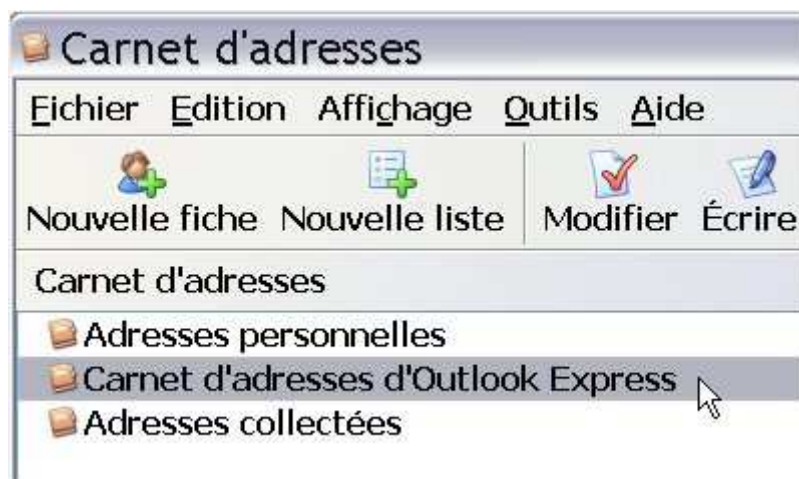 Carnet d'adresses
Fichier Edition Affichage Outils Aide
Nouvelle fiche Nouvelle liste Modifier Écrire
Carnet d'adresses
Adresses personnelles
Carnet d'adresses d'Outlook Express
Adresses collectées